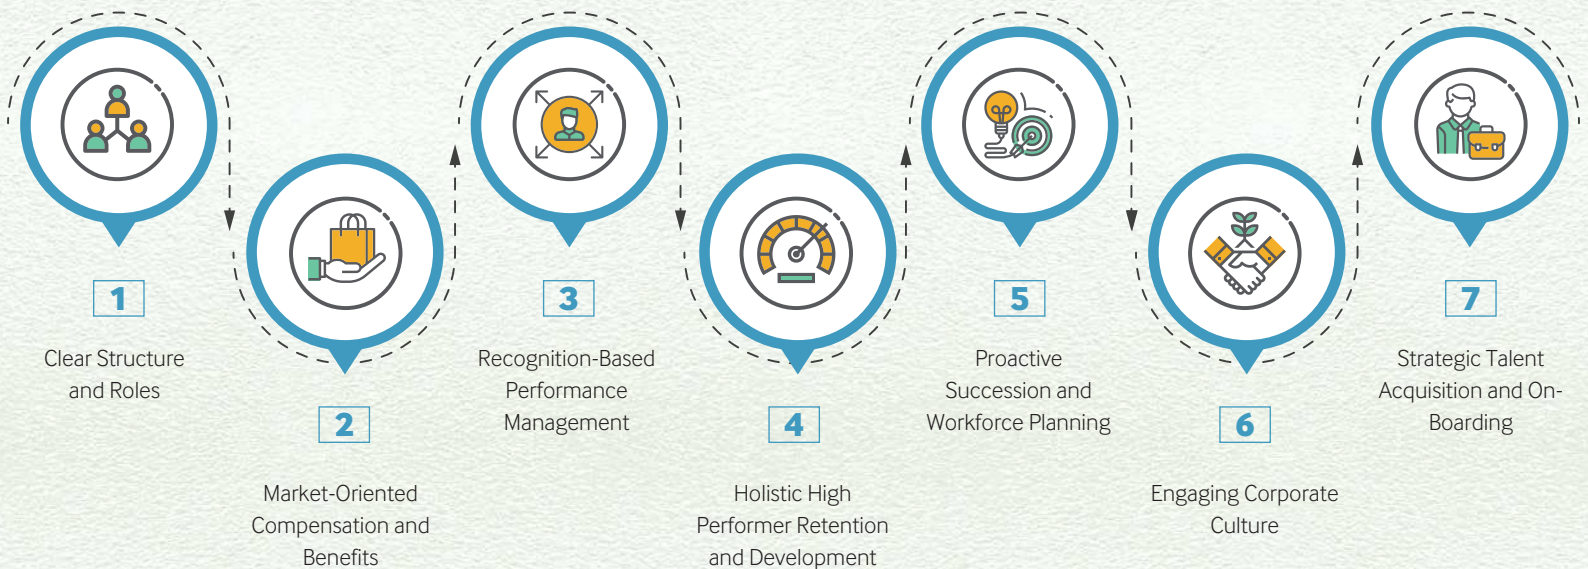 1
Clear Structure
and Roles
2
Market-Oriented
Compensation and
Benefits
3
Recognition-Based
Performance
Management
4
Holistic High
Performer Retention
and Development
5
Proactive
Succession and
Workforce Planning
6
Engaging Corporate
Culture
7
Strategic Talent
Acquisition and On-
Boarding